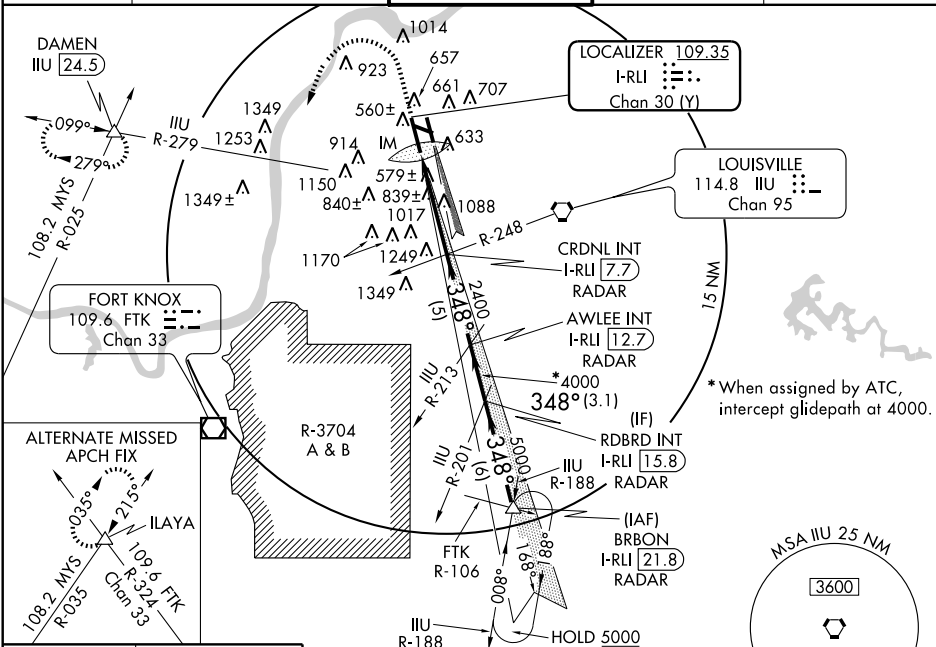 1014
DAMEN
IIU 24.5
923
657
661
707
LOCALIZER 109.35
I-RLI
Chan 30 (Y)
099°
279°
IIU
R-279
1349
1253
560±
914
IM
633
1150
579±
LOUISVILLE
114.8 IIU
Chan 95
1349±
840±
839±
1088
108.2 MYS
R-025
1017
R-248
1170
1249
CRDNL INT
I-RLI 7.7
RADAR
1349
15 NM
FORT KNOX
109.6 FTK
Chan 33
348°
(5)
2400
AWLEE INT
I-RLI 12.7
RADAR
IIU
R-213
*4000
348° (3.1)
*When assigned by ATC,
intercept glidepath at 4000.
R-3704
A & B
(IF)
RDBRD INT
I-RLI 15.8
RADAR
ALTERNATE MISSED
APCH FIX
IIU
R-201
348°
(6)
5000
IIU
R-188
035°
215°
ILAYA
(IAF)
BRBON
I-RLI 21.8
RADAR
FTK
R-106
MSA IIU 25 NM
108.2 MYS
R-035
109.6 FTK
R-324
Chan 33
008°
168°
88°
3600
IIU
R-188
HOLD 5000